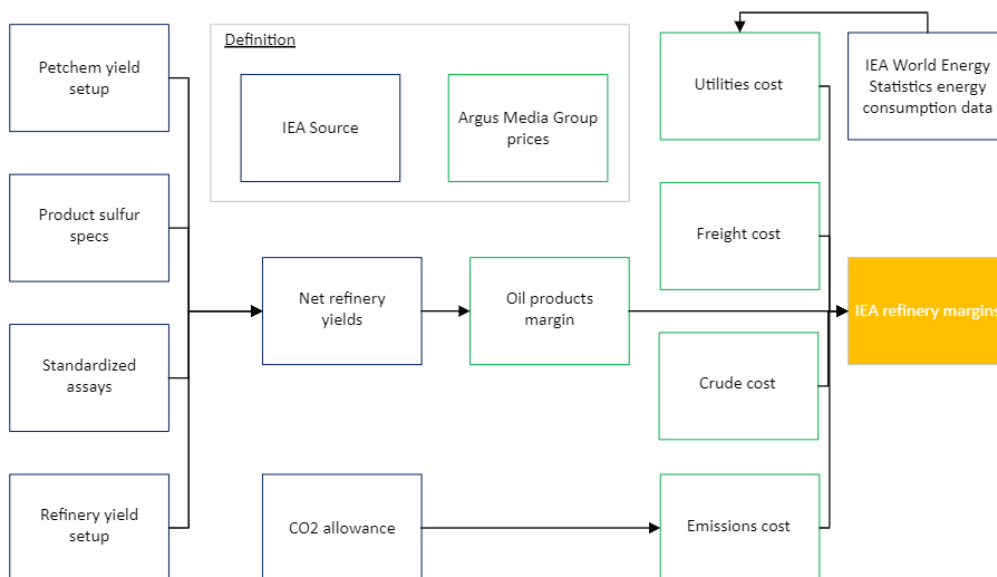 Petchem yield
setup
Definition
IEA Source
Argus Media Group
prices
Utilities cost
IEA World Energy
Statistics energy
consumption data
Product sulfur
specs
Freight cost
Net refinery
yields
Oil products
margin
IEA refinery margins
Standardized
assays
Crude cost
Refinery yield
setup
CO2 allowance
Emissions cost